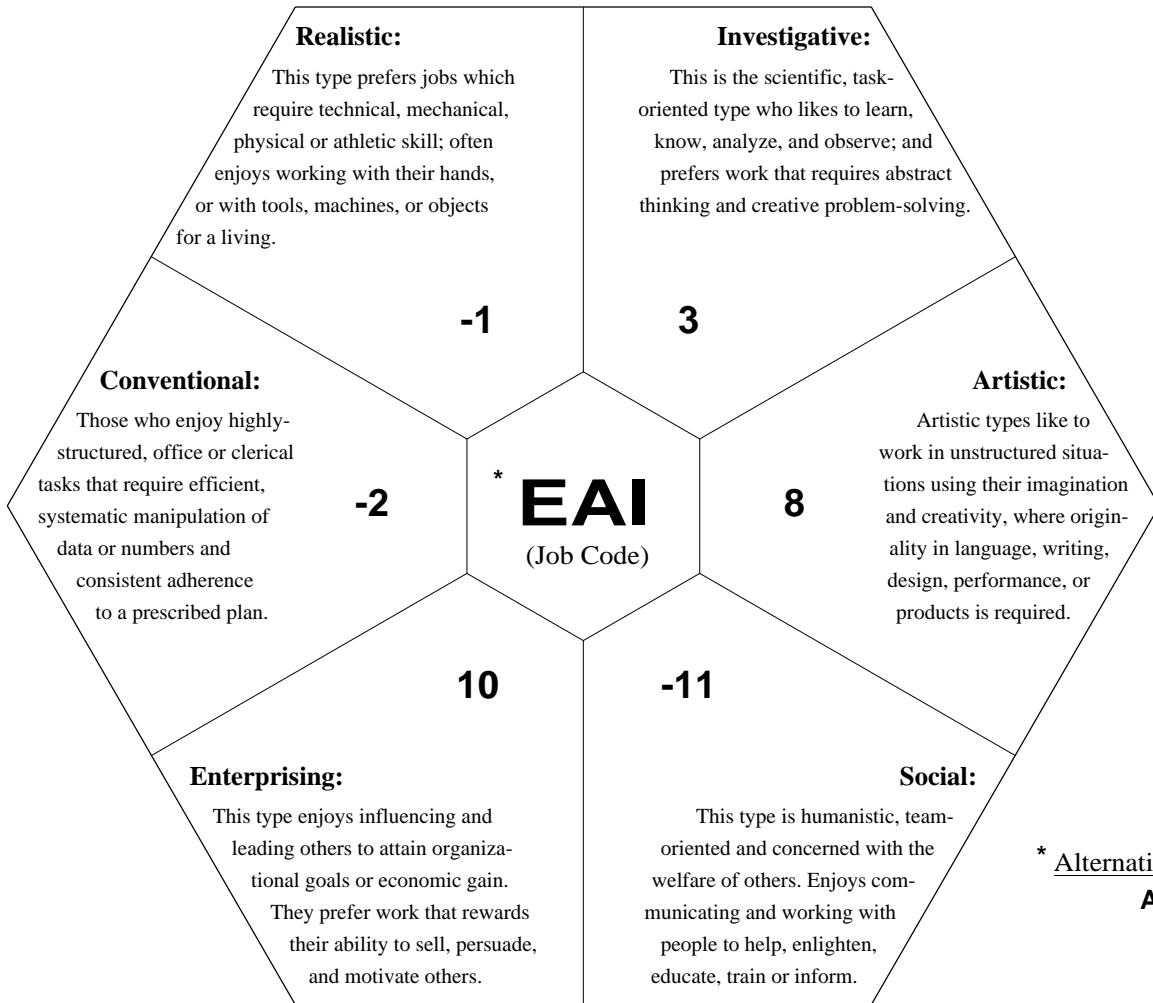 Realistic:
This type prefers jobs which
require technical, mechanical,
physical or athletic skill; often
enjoys working with their hands,
or with tools, machines, or objects
for a living.
-1
Investigative:
This is the scientific, task-
oriented type who likes to learn,
know, analyze, and observe; and
prefers work that requires abstract
thinking and creative problem-solving.
3
Conventional:
Those who enjoy highly-
structured, office or clerical
tasks that require efficient,
systematic manipulation of
data or numbers and
consistent adherence
to a prescribed plan.
-2
* EAI
(Job Code)
8
Artistic:
Artistic types like to
work in unstructured situa-
tions using their imagination
and creativity, where origin-
ality in language, writing,
design, performance, or
products is required.
10
Enterprising:
This type enjoys influencing and
leading others to attain organiza-
tional goals or economic gain.
They prefer work that rewards
their ability to sell, persuade,
and motivate others.
-11
Social:
This type is humanistic, team-
oriented and concerned with the
welfare of others. Enjoys com-
municating and working with
people to help, enlighten,
educate, train or inform.
* Alternati
A